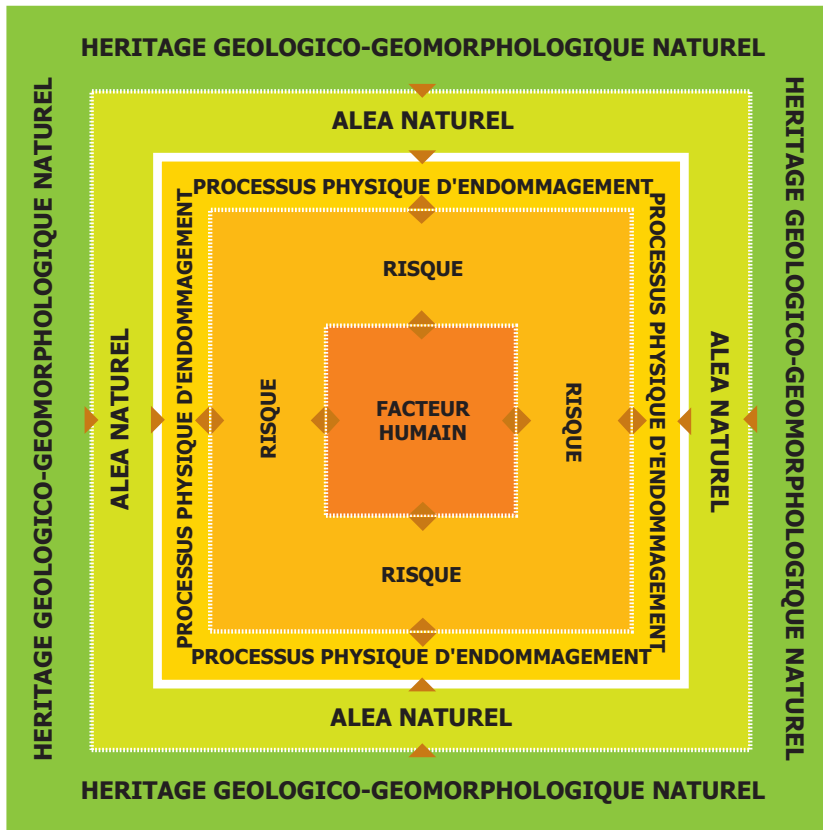 HERITAGE GEOLOGICO-GEOMORPHOLOGIQUE NATUREL
HERITAGE GEOLOGICO-GEOMORPHOLOGIQUE NATUREL
HERITAGE GEOLOGICO-GEOMORPHOLOGIQUE NATUREL
ALEA NATUREL
ALEA NATUREL
ALEA NATUREL
PROCESSUS PHYSIQUE D'ENDOMMAGEMENT
PROCESSUS PHYSIQUE D'ENDOMMAGEMENT
PROCESSUS PHYSIQUE D'ENDOMMAGEMENT
RISQUE
RISQUE
FACTEUR
HUMAIN
RISQUE
RISQUE
PROCESSUS PHYSIQUE D'ENDOMMAGEMENT
ALEA NATUREL
HERITAGE GEOLOGICO-GEOMORPHOLOGIQUE NATUREL